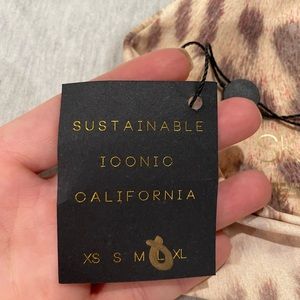 SUSTAINABLE
ICONIC
CALIFORNIA
XS S M L XL